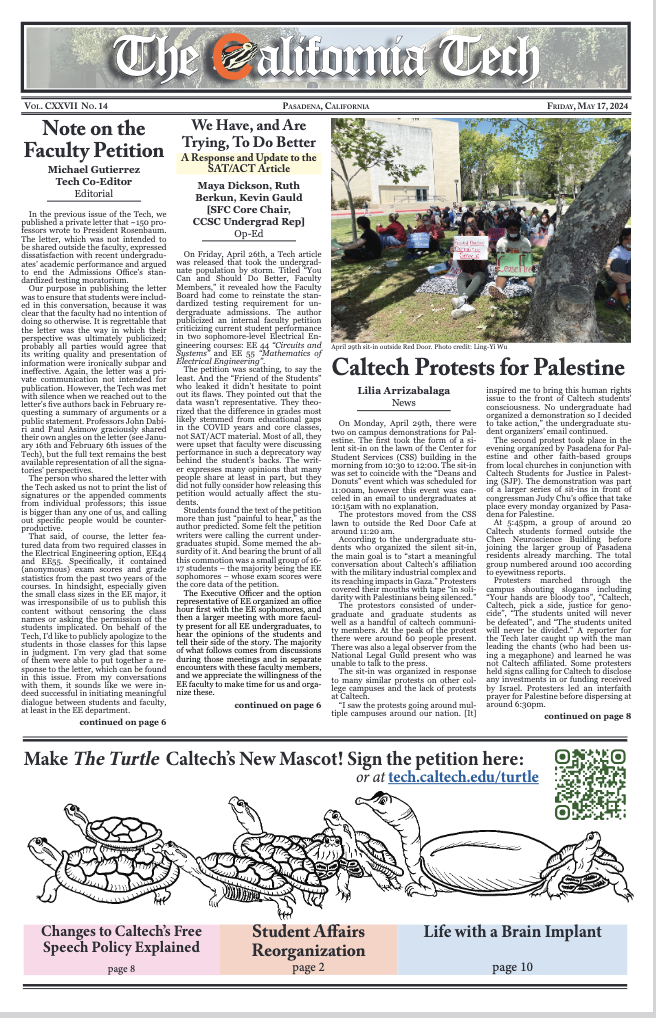 The California Tech
VOL. CXXVII NO. 14
PASADENA, CALIFORNIA
FRIDAY, MAY 17, 2024
Note on the
Faculty Petition
Michael Gutierrez
Tech Co-Editor
Editorial
In the previous issue of the Tech, we
published a private letter that ~150 pro-
fessors wrote to President Rosenbaum.
The letter, which was not intended to
be shared outside the faculty, expressed
dissatisfaction with recent undergradu-
ates' academic performance and argued
to end the Admissions Office's stan-
dardized testing moratorium.
Our purpose in publishing the letter
was to ensure that students were includ-
ed in this conversation, because it was
clear that the faculty had no intention of
doing so otherwise. It is regrettable that
the letter was the way in which their
perspective was ultimately publicized;
probably all parties would agree that
its writing quality and presentation of
information were ironically subpar and
ineffective. Again, the letter was a pri-
vate communication not intended for
publication. However, the Tech was met
with silence when we reached out to the
letter's five authors back in February re-
questing a summary of arguments or a
public statement. Professors John Dabi-
ri and Paul Asimow graciously shared
their own angles on the letter (see Janu-
ary 16th and February 6th issues of the
Tech), but the full text remains the best
available representation of all the signa-
tories' perspectives.
The person who shared the letter with
the Tech asked us not to print the list of
signatures or the appended comments
from individual professors; this issue
is bigger than any one of us, and calling
out specific people would be counter-
productive.
That said, of course, the letter fea-
tured data from two required classes in
the Electrical Engineering option, EE44
and EE55. Specifically, it contained
(anonymous) exam scores and grade
statistics from the past two years of the
courses. In hindsight, especially given
the small class sizes in the EE major, it
was irresponsible of us to publish this
content without censoring the class
names or asking the permission of the
students implicated. On behalf of the
Tech, I'd like to publicly apologize to the
students in those classes for this lapse
in judgment. I'm very glad that some
of them were able to put together a re-
sponse to the letter, which can be found
in this issue. From my conversations
with them, it sounds like we were in-
deed successful in initiating meaningful
dialogue between students and faculty,
at least in the EE department.
continued on page 6
We Have, and Are
Trying, To Do Better
A Response and Update to the
SAT/ACT Article
Maya Dickson, Ruth
Berkun, Kevin Gauld
[SFC Core Chair,
CCSC Undergrad Rep]
Op-Ed
On Friday, April 26th, a Tech article
was released that took the undergrad-
uate population by storm. Titled "You
Can and Should Do Better, Faculty
Members," it revealed how the Faculty
Board had come to reinstate the stan-
dardized testing requirement for un-
dergraduate admissions. The author
publicized an internal faculty petition
criticizing current student performance
in two sophomore-level Electrical En-
gineering courses: EE 44 "Circuits and
Systems" and EE 55 "Mathematics of
Electrical Engineering".
The petition was scathing, to say the
least. And the "Friend of the Students"
who leaked it didn't hesitate to point
out its flaws. They pointed out that the
data wasn't representative. They theo-
rized that the difference in grades most
likely stemmed from educational gaps
in the COVID years and core classes,
not SAT/ACT material. Most of all, they
were upset that faculty were discussing
performance in such a deprecatory way
behind the student's backs. The writ-
er expresses many opinions that many
people share at least in part, but they
did not fully consider how releasing this
petition would actually affect the stu-
dents.
Students found the text of the petition
more than just "painful to hear," as the
author predicted. Some felt the petition
writers were calling the current under-
graduates stupid. Some memed the ab-
surdity of it. And bearing the brunt of all
this commotion was a small group of 16-
17 students – the majority being the EE
sophomores – whose exam scores were
the core data of the petition.
The Executive Officer and the option
representative of EE organized an office
hour first with the EE sophomores, and
then a larger meeting with more facul-
ty present for all EE undergraduates, to
hear the opinions of the students and
tell their side of the story. The majority
of what follows comes from discussions
during those meetings and in separate
encounters with these faculty members,
and we appreciate the willingness of the
EE faculty to make time for us and orga-
nize these.
continued on page 6
April 29th sit-in outside Red Door. Photo credit: Ling-Yi Wu
Caltech Protests for Palestine
Lilia Arrizabalaga
News
On Monday, April 29th, there were
two on campus demonstrations for Pal-
estine. The first took the form of a si-
lent sit-in on the lawn of the Center for
Student Services (CSS) building in the
morning from 10:30 to 12:00. The sit-in
was set to coincide with the "Deans and
Donuts" event which was scheduled for
11:00am, however this event was can-
celed in an email to undergraduates at
10:15am with no explanation.
The protestors moved from the CSS
lawn to outside the Red Door Cafe at
around 11:20 am.
According to the undergraduate stu-
dents who organized the silent sit-in,
the main goal is to "start a meaningful
conversation about Caltech's affiliation
with the military industrial complex and
its reaching impacts in Gaza." Protesters
covered their mouths with tape "in soli-
darity with Palestinians being silenced."
The protestors consisted of under-
graduate and graduate students as
well as a handful of caltech communi-
ty members. At the peak of the protest
there were around 60 people present.
There was also a legal observer from the
National Legal Guild present who was
unable to talk to the press.
The sit-in was organized in response
to many similar protests on other col-
lege campuses and the lack of protests
at Caltech.
"I saw the protests going around mul-
tiple campuses around our nation. [It]
inspired me to bring this human rights
issue to the front of Caltech students'
consciousness. No undergraduate had
organized a demonstration so I decided
to take action," the undergraduate stu-
dent organizers' email continued.
The second protest took place in the
evening organized by Pasadena for Pal-
estine and other faith-based groups
from local churches in conjunction with
Caltech Students for Justice in Palest-
ing (SJP). The demonstration was part
of a larger series of sit-ins in front of
congressman Judy Chu's office that take
place every monday organized by Pasa-
dena for Palestine.
At 5:45pm, a group of around 20
Caltech students formed outside the
Chen Neuroscience Building before
joining the larger group of Pasadena
residents already marching. The total
group numbered around 100 according
to eyewitness reports.
Protesters marched through the
campus shouting slogans including
"Your hands are bloody too", "Caltech,
Caltech, pick a side, justice for geno-
cide", "The students united will never
be defeated", and "The students united
will never be divided." A reporter for
the Tech later caught up with the man
leading the chants (who had been us-
ing a megaphone) and learned he was
not Caltech affiliated. Some protesters
held signs calling for Caltech to disclose
any investments in or funding received
by Israel. Protesters led an interfaith
prayer for Palestine before dispersing at
around 6:30pm.
continued on page 8
Make The Turtle Caltech's New Mascot! Sign the petition here:
or at tech.caltech.edu/turtle
Changes to Caltech's Free
Speech Policy Explained
page 8
Student Affairs
Reorganization
page 2
Life with a Brain Implant
page 10